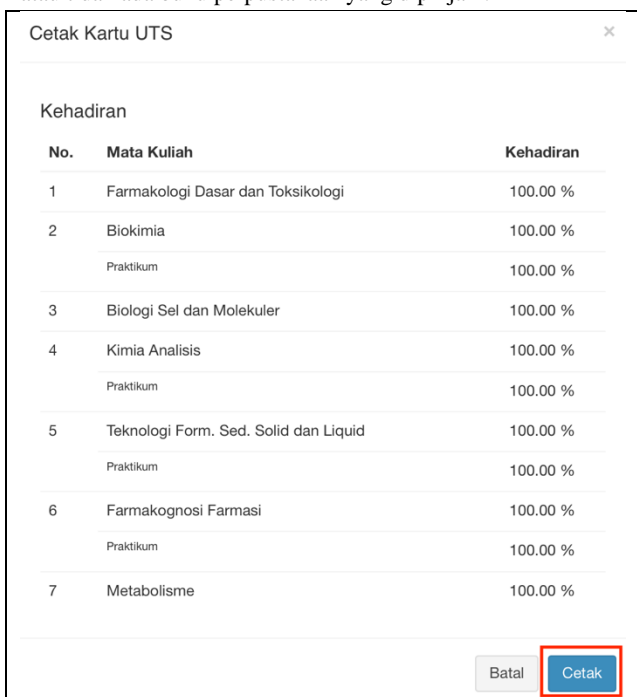 Cetak Kartu UTS ×
Kehadiran
No. Mata Kuliah Kehadiran
1 Farmakologi Dasar dan Toksikologi 100.00 %
2 Biokimia 100.00 %
Praktikum 100.00 %
3 Biologi Sel dan Molekuler 100.00 %
4 Kimia Analisis 100.00 %
Praktikum 100.00 %
5 Teknologi Form. Sed. Solid dan Liquid 100.00 %
Praktikum 100.00 %
6 Farmakognosi Farmasi 100.00 %
Praktikum 100.00 %
7 Metabolisme 100.00 %
Batal Cetak